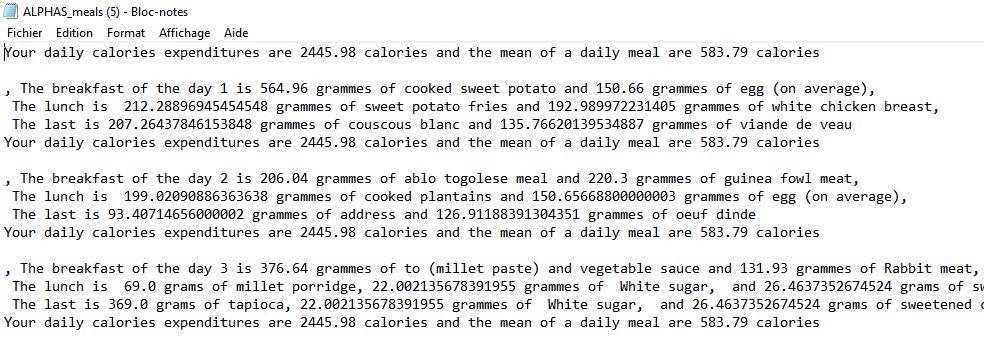 ALPHAS_meals (5) - Bloc-notes
Fichier Edition Format Affichage Aide
Your daily calories expenditures are 2445.98 calories and the mean of a daily meal are 583.79 calories
, The breakfast of the day 1 is 564.96 grammes of cooked sweet potato and 150.66 grammes of egg (on average),
The lunch is 212.28896945454548 grammes of sweet potato fries and 192.989972231405 grammes of white chicken breast,
The last is 207.26437846153848 grammes of couscous blanc and 135.76620139534887 grammes of viande de veau
Your daily calories expenditures are 2445.98 calories and the mean of a daily meal are 583.79 calories
, The breakfast of the day 2 is 206.04 grammes of ablo togolese meal and 220.3 grammes of guinea fowl meat,
The lunch is 199.02090886363638 grammes of cooked plantains and 150.65668800000003 grammes of egg (on average),
The last is 93.40714656000002 grammes of address and 126.91188391304351 grammes of oeuf dinde
Your daily calories expenditures are 2445.98 calories and the mean of a daily meal are 583.79 calories
, The breakfast of the day 3 is 376.64 grammes of to (millet paste) and vegetable sauce and 131.93 grammes of Rabbit meat,
The lunch is 69.0 grams of millet porridge, 22.002135678391955 grammes of White sugar, and 26.4637352674524 grams of
The last is 369.0 grams of tapioca, 22.002135678391955 grammes of White sugar, and 26.4637352674524 grams of sweetened
Your daily calories expenditures are 2445.98 calories and the mean of a daily meal are 583.79 calories